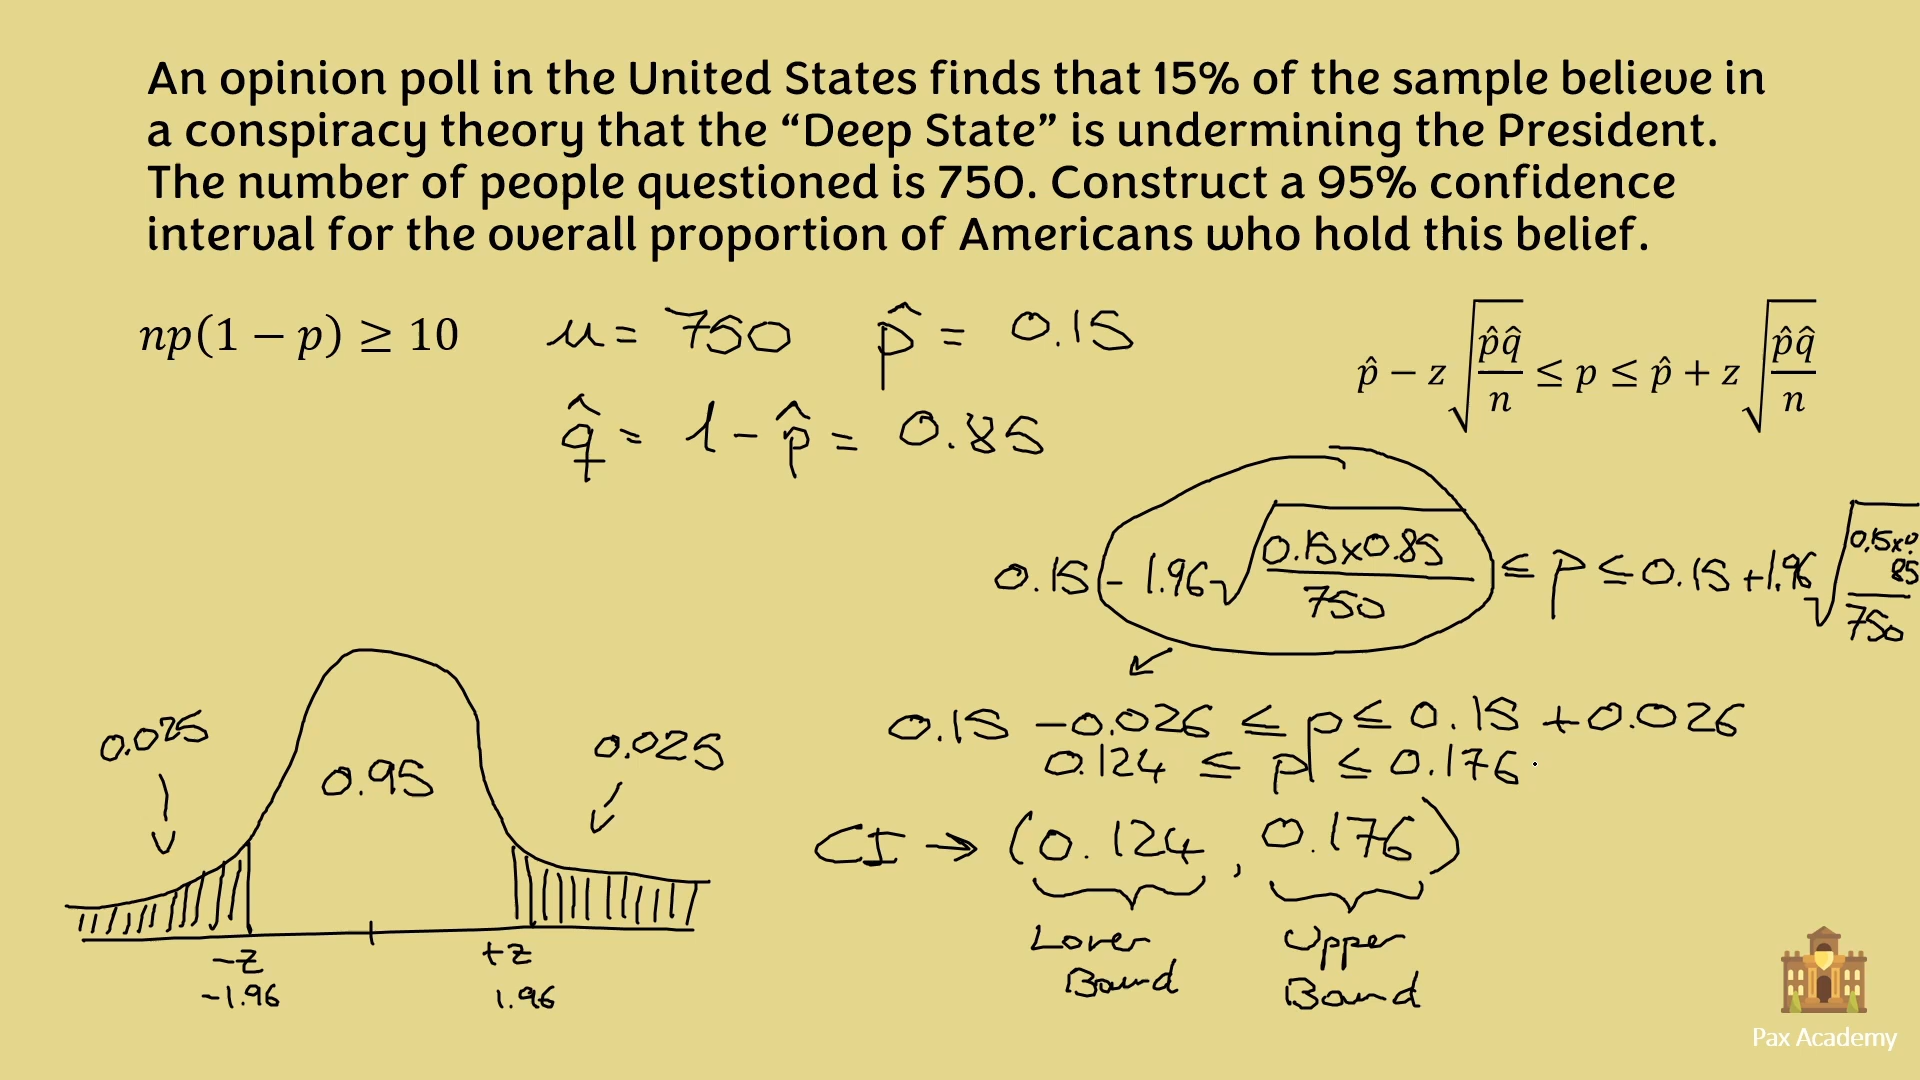 An opinion poll in the United States finds that 15% of the sample believe in
a conspiracy theory that the “Deep State” is undermining the President.
The number of people questioned is 750. Construct a 95% confidence
interval for the overall proportion of Americans who hold this belief.
np(1 − p) ≥ 10
n = 750 p̂ = 0.15
p̂ − z √(p̂q̂/n) ≤ p ≤ p̂ + z √(p̂q̂/n)
q̂ = 1 − p̂ = 0.85
0.15 − 1.96 √(0.15×0.85/750) ≤ p ≤ 0.15 + 1.96 √(0.15×0.85/750)
0.15 − 0.026 ≤ p ≤ 0.15 + 0.026
0.124 ≤ p ≤ 0.176
CI → (0.124, 0.176)
Lower Bound
Upper Bound
0.025
0.95
0.025
−z
+z
−1.96
1.96
Pax Academy